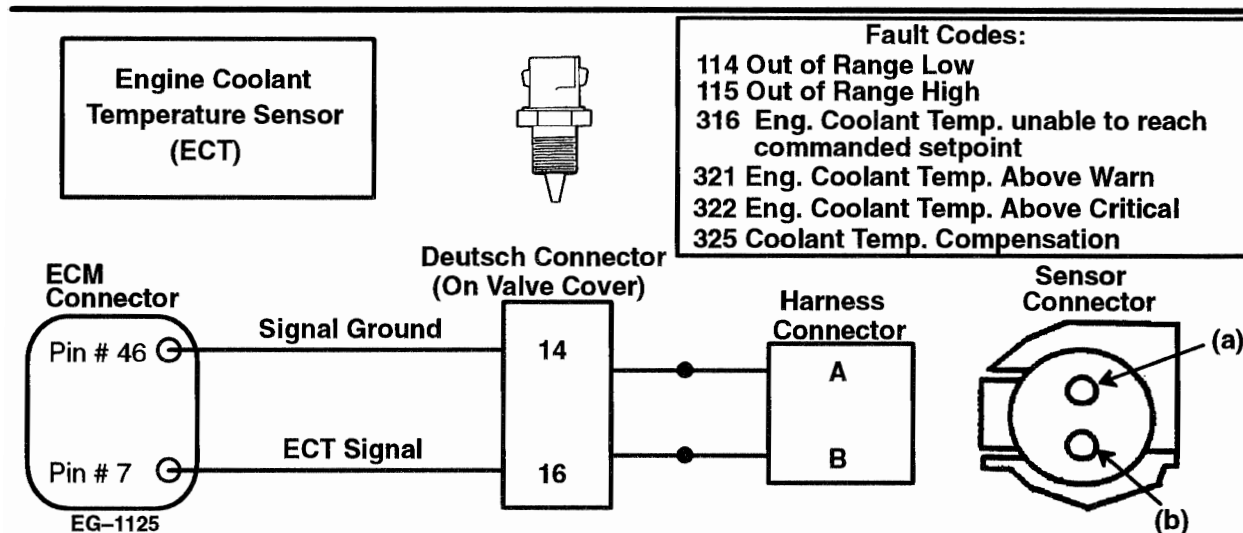 Engine Coolant
Temperature Sensor
(ECT)
Fault Codes:
114 Out of Range Low
115 Out of Range High
316 Eng. Coolant Temp. unable to reach
commanded setpoint
321 Eng. Coolant Temp. Above Warn
322 Eng. Coolant Temp. Above Critical
325 Coolant Temp. Compensation
ECM
Connector
Pin # 46
Pin # 7
EG–1125
Signal Ground
ECT Signal
Deutsch Connector
(On Valve Cover)
14
16
Harness
Connector
A
B
Sensor
Connector
(a)
(b)